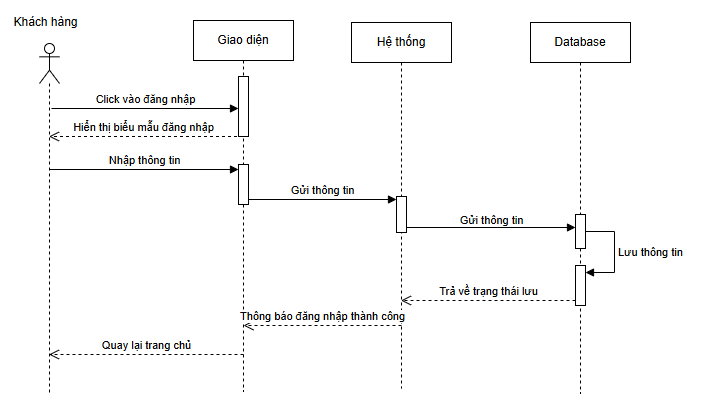 Khách hàng
Giao diện
Hệ thống
Database
Click vào đăng nhập
Hiển thị biểu mẫu đăng nhập
Nhập thông tin
Gửi thông tin
Gửi thông tin
Lưu thông tin
Trả về trạng thái lưu
Thông báo đăng nhập thành công
Quay lại trang chủ